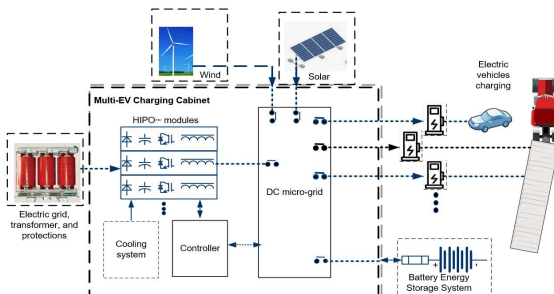 Wind
Solar
Electric
vehicles
charging
Multi-EV Charging Cabinet
HIPO~ modules
DC micro-grid
Electric grid,
transformer, and
protections
Cooling
system
Controller
+ -
Battery Energy
Storage System